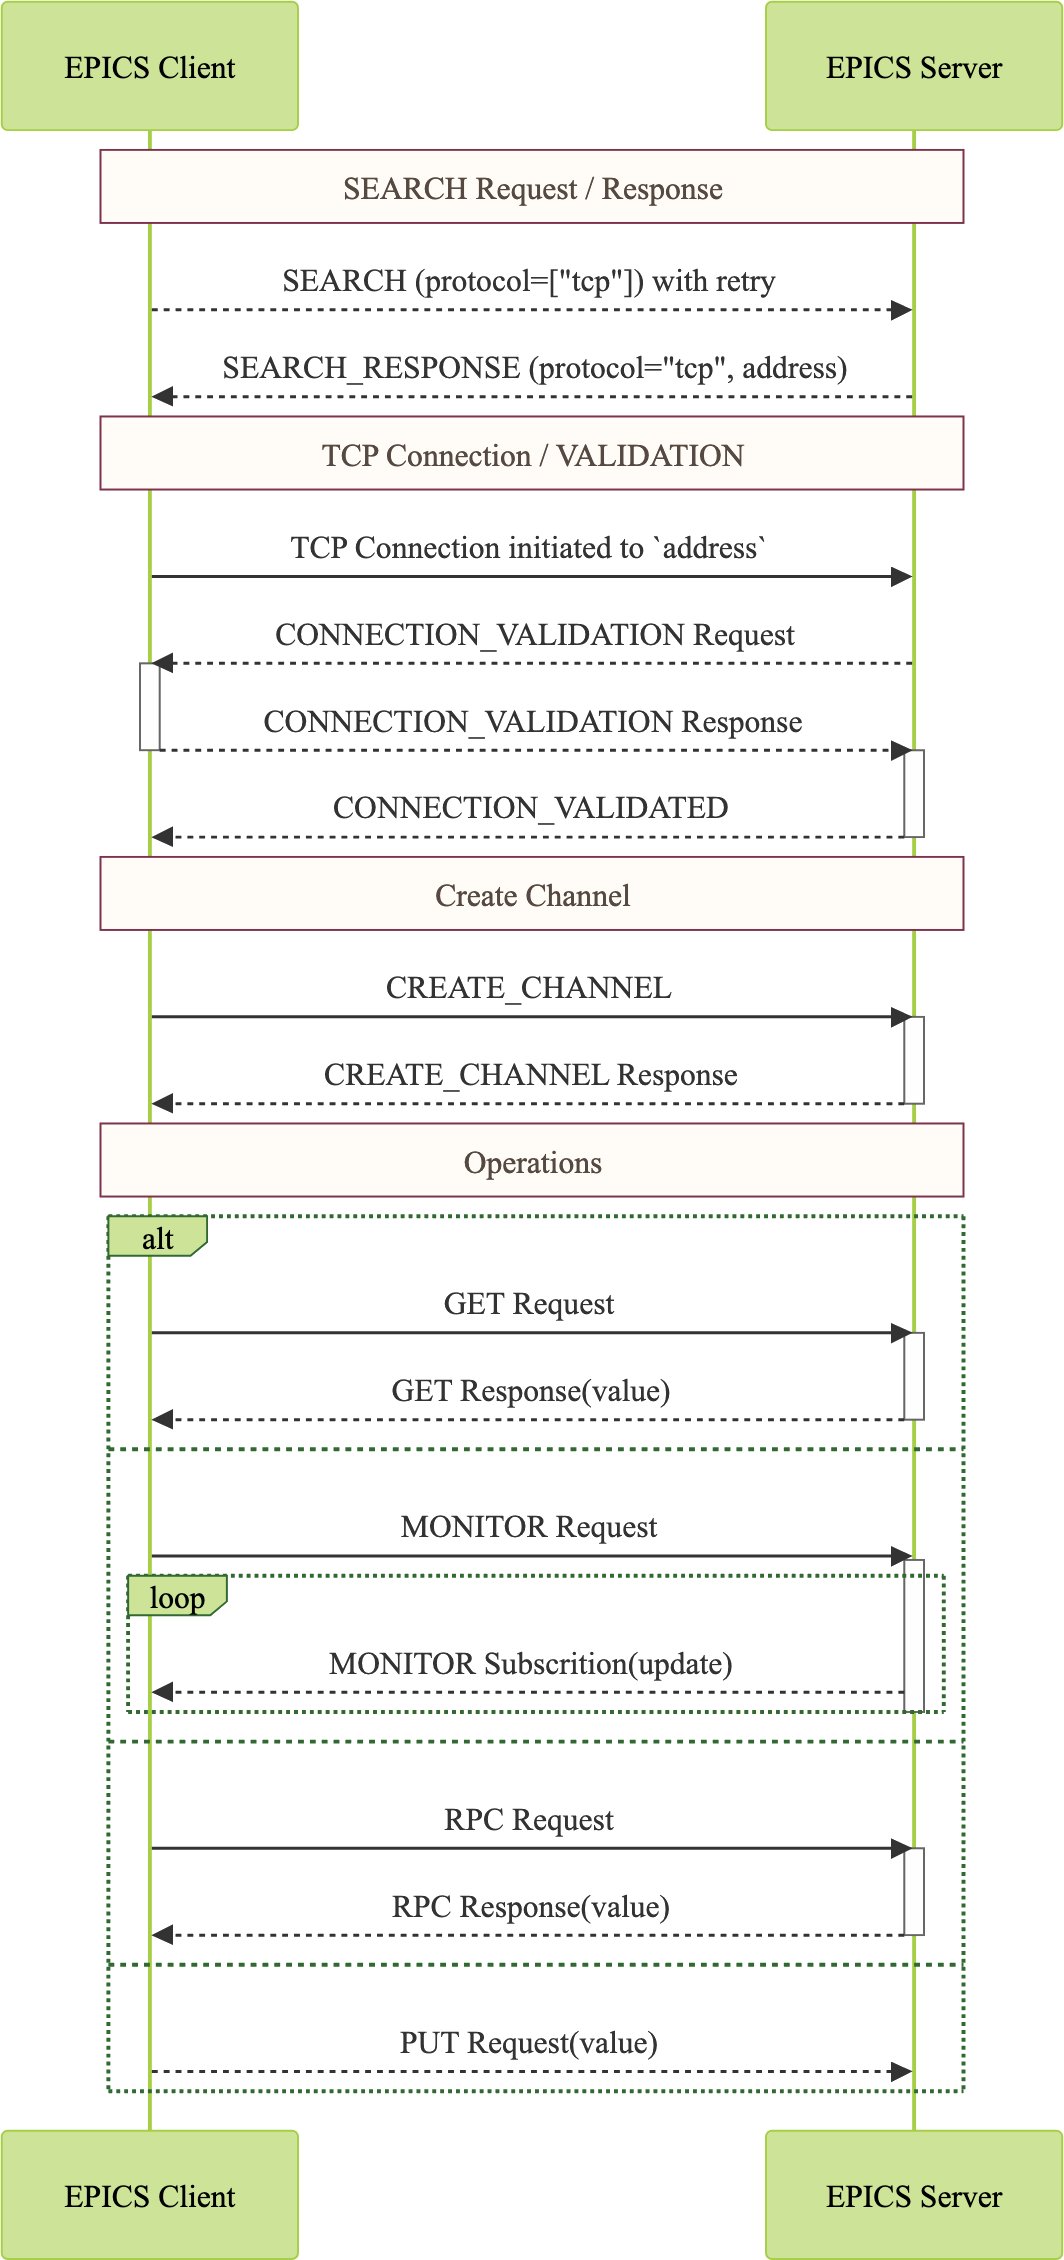 EPICS Client
EPICS Server
SEARCH Request / Response
SEARCH (protocol=["tcp"]) with retry
SEARCH_RESPONSE (protocol="tcp", address)
TCP Connection / VALIDATION
TCP Connection initiated to `address`
CONNECTION_VALIDATION Request
CONNECTION_VALIDATION Response
CONNECTION_VALIDATED
Create Channel
CREATE_CHANNEL
CREATE_CHANNEL Response
Operations
alt
GET Request
GET Response(value)
MONITOR Request
loop
MONITOR Subscrition(update)
RPC Request
RPC Response(value)
PUT Request(value)
EPICS Client
EPICS Server